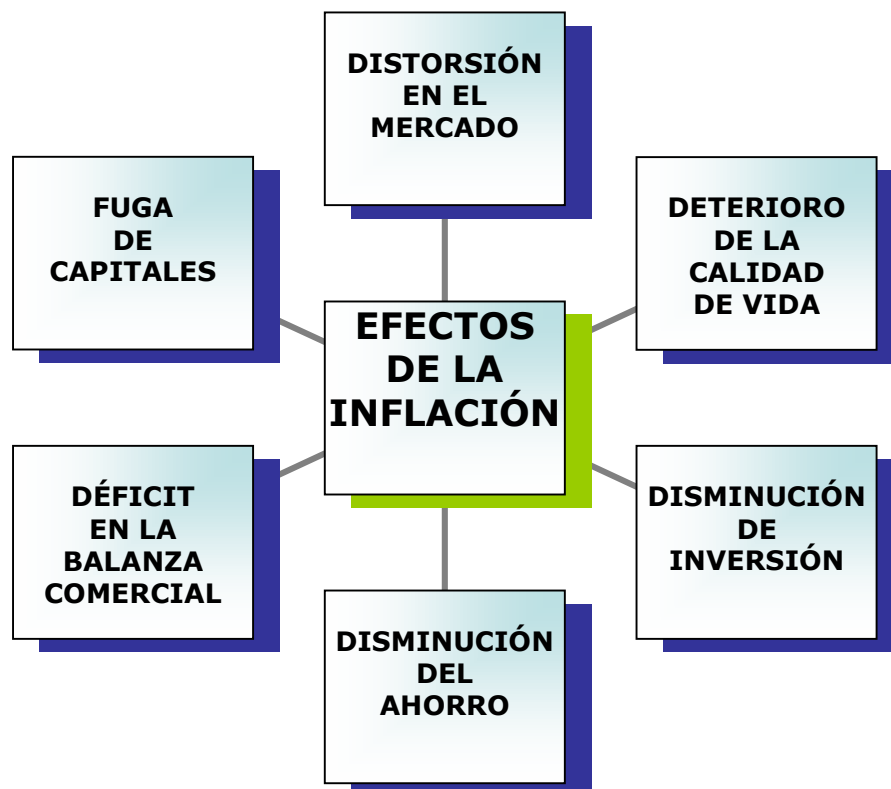 DISTORSIÓN
EN EL
MERCADO
FUGA
DE
CAPITALES
DETERIORO
DE LA
CALIDAD
DE VIDA
EFECTOS
DE LA
INFLACIÓN
DÉFICIT
EN LA
BALANZA
COMERCIAL
DISMINUCIÓN
DE
INVERSIÓN
DISMINUCIÓN
DEL
AHORRO